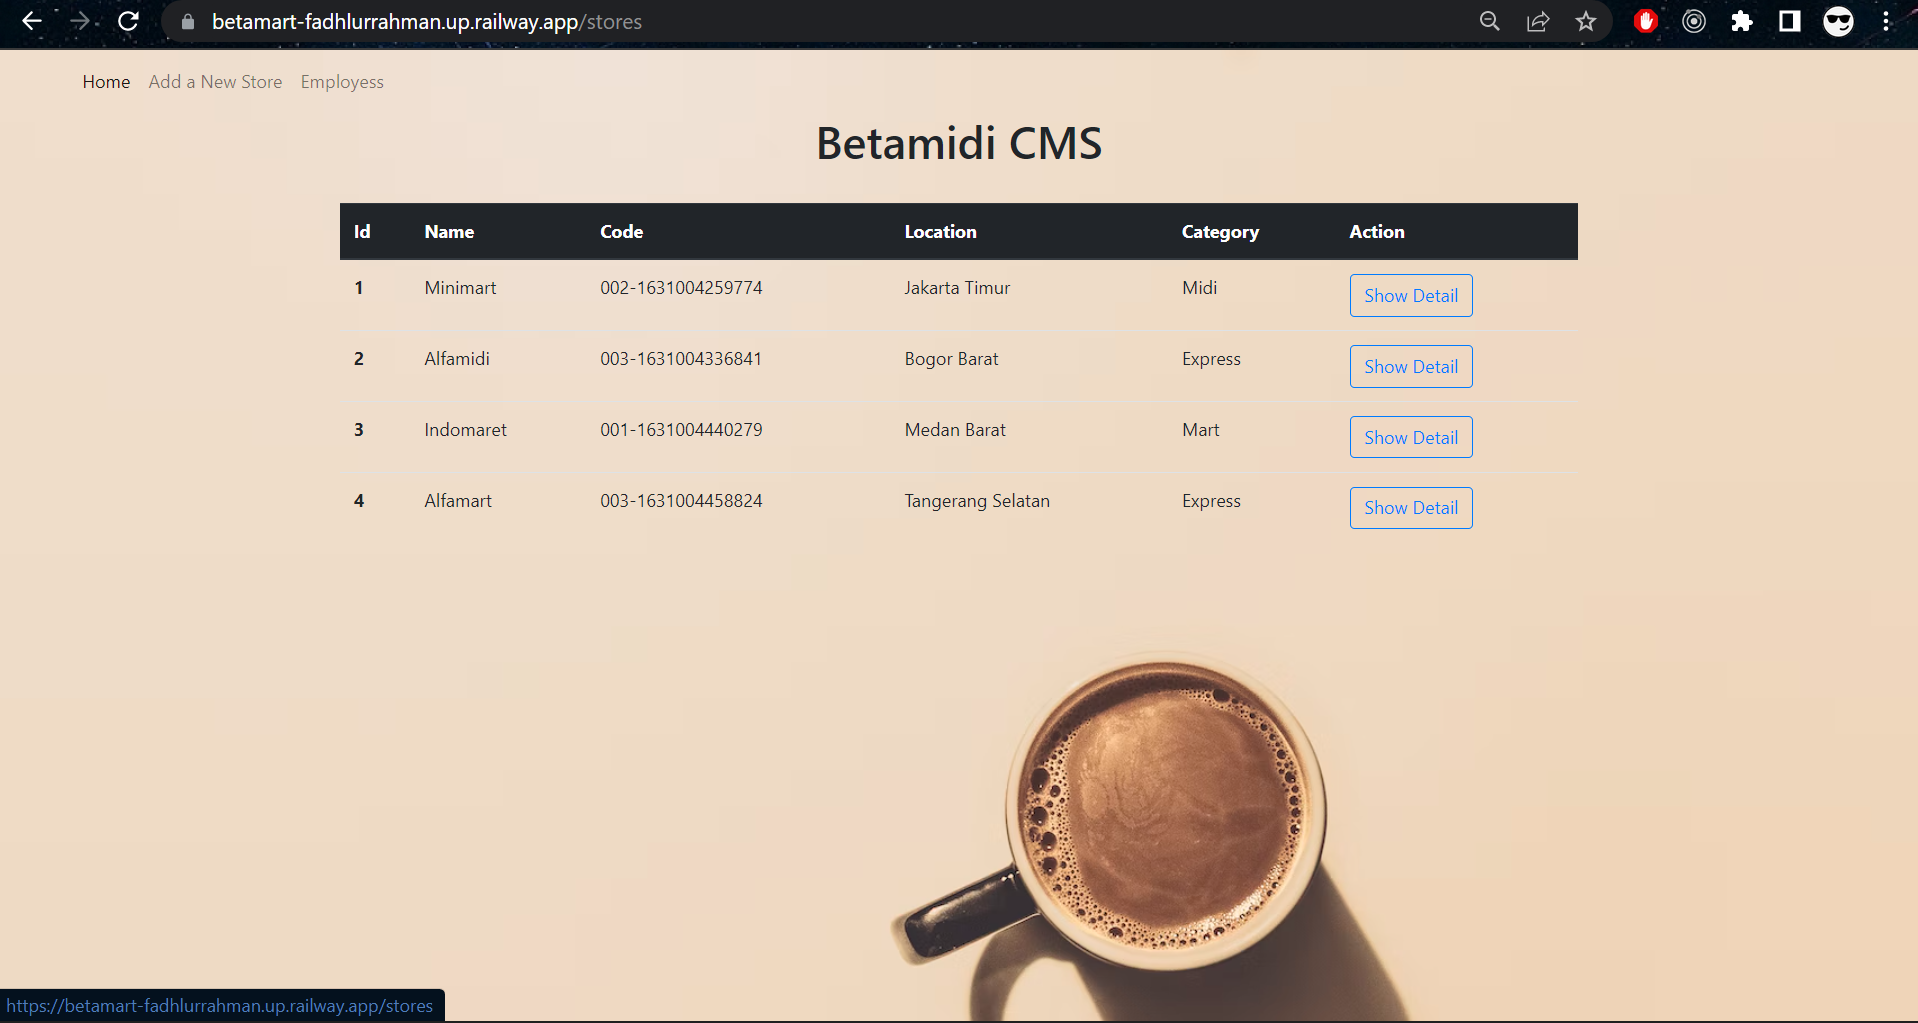 betamart-fadhlurrahman.up.railway.app/stores
Home Add a New Store Employess
Betamidi CMS
Id Name Code Location Category Action
1 Minimart 002-1631004259774 Jakarta Timur Midi Show Detail
2 Alfamidi 003-1631004336841 Bogor Barat Express Show Detail
3 Indomaret 001-1631004440279 Medan Barat Mart Show Detail
4 Alfamart 003-1631004458824 Tangerang Selatan Express Show Detail
https://betamart-fadhlurrahman.up.railway.app/stores